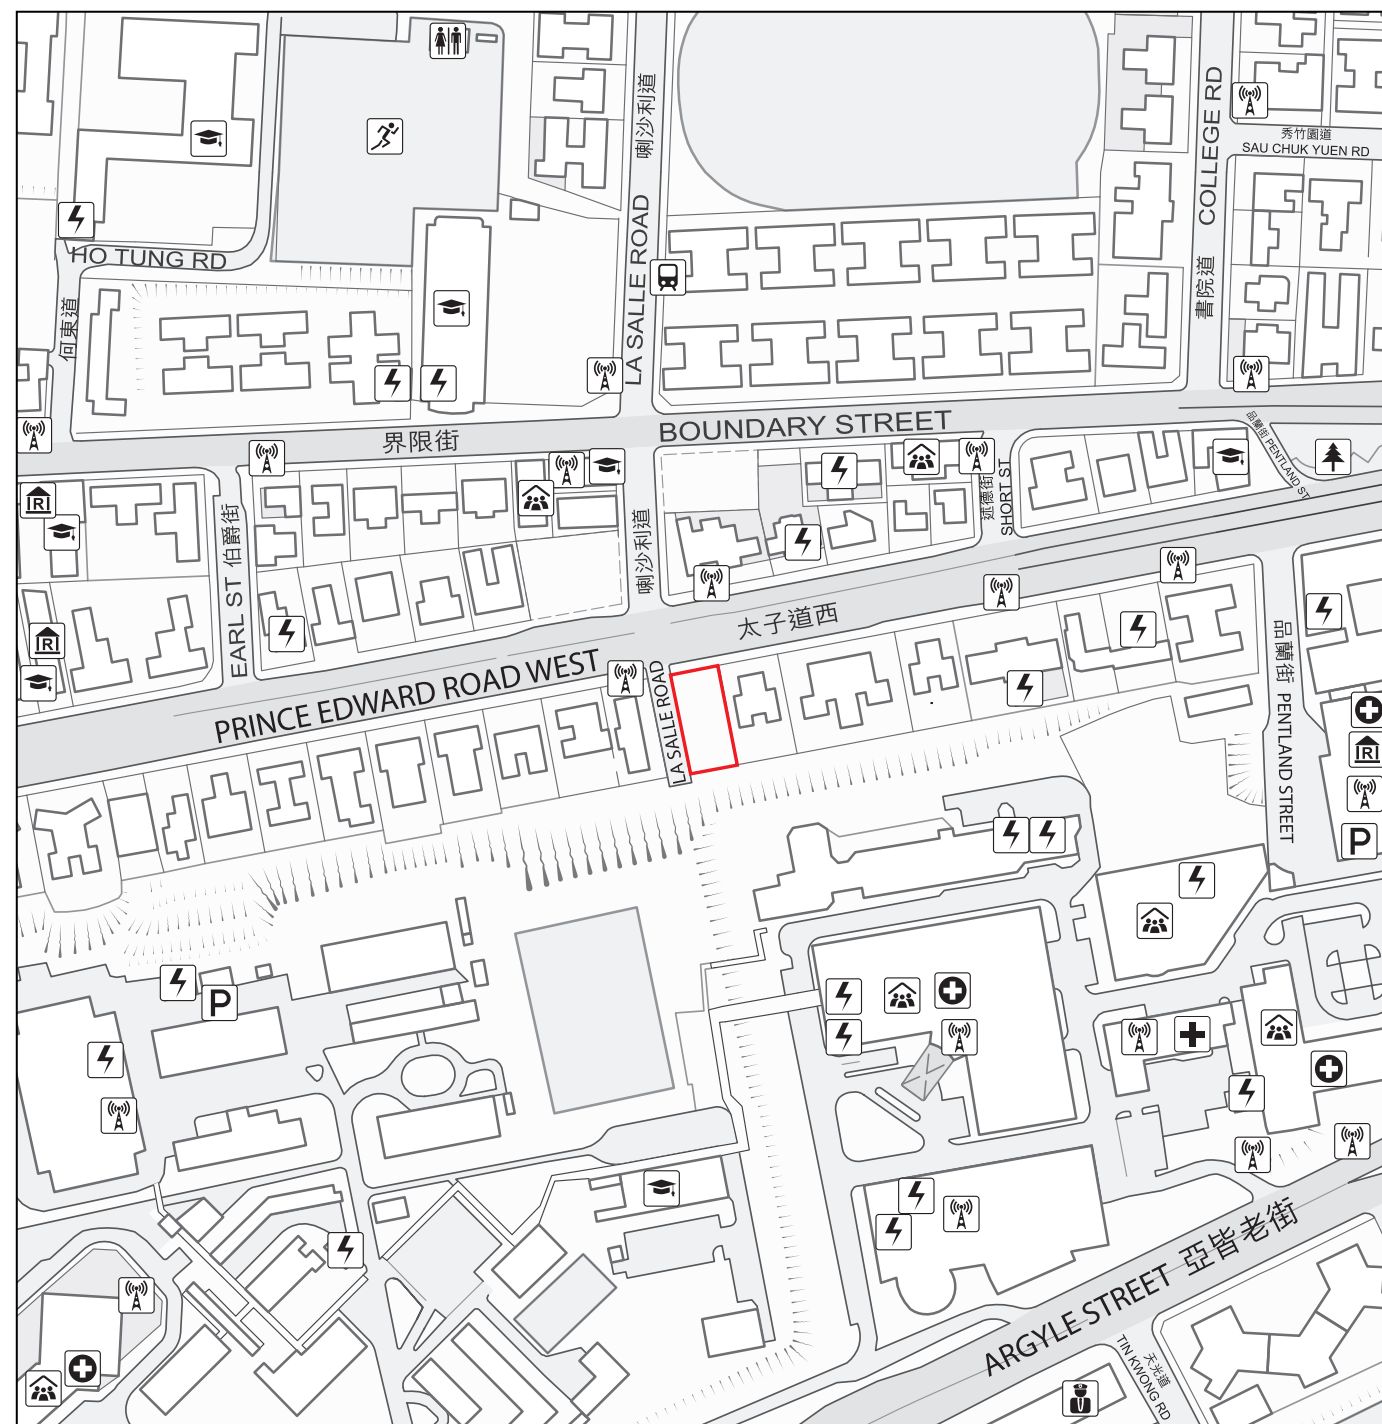 喇沙利道
COLLEGE RD
秀竹園道
SAU CHUK YUEN RD
LA SALLE ROAD
HO TUNG RD
何東道
書院道
BOUNDARY STREET
界限街
品蘭街 PENTLAND ST
述德街
SHORT ST
EARL ST 伯爵街
喇沙利道
太子道西
PRINCE EDWARD ROAD WEST
LA SALLE ROAD
品蘭街 PENTLAND STREET
R
R
R
P
P
ARGYLE STREET 亞皆老街
天光道
TIN KWONG RD